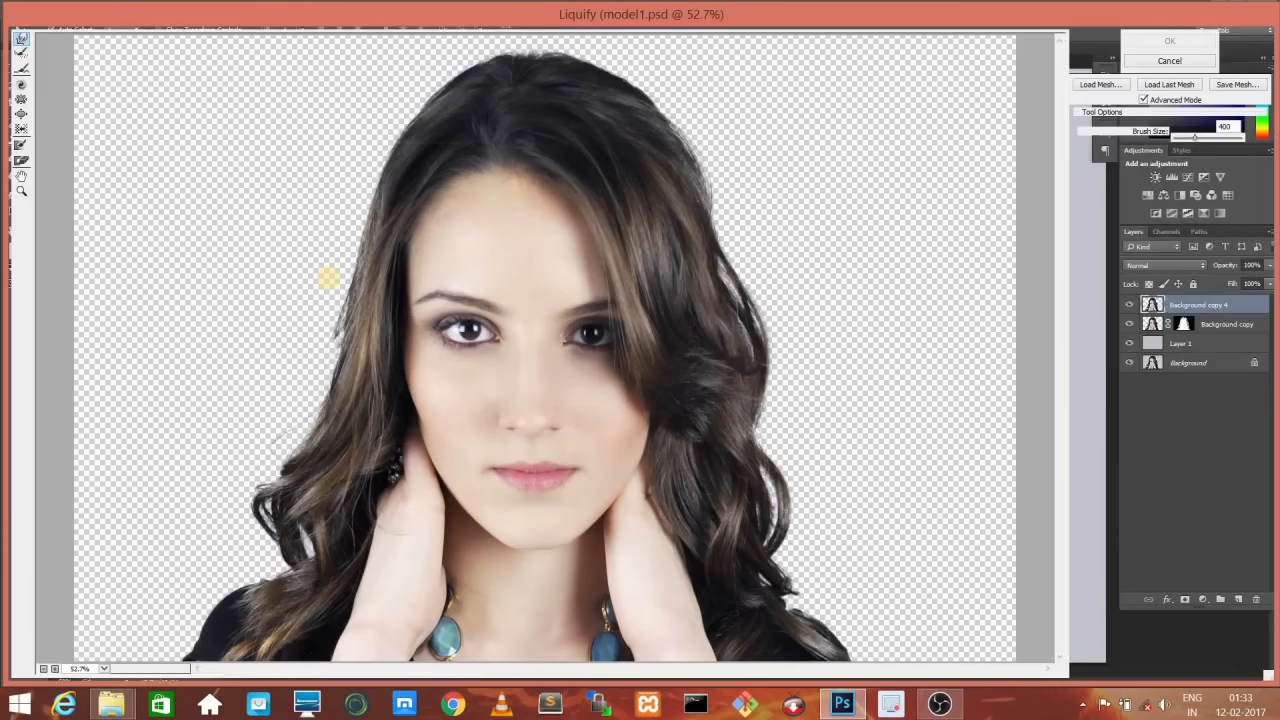 Liquify (model1.psd @ 52.7%)
OK
Cancel
Load Mesh...
Load Last Mesh
Save Mesh...
Advanced Mode
Tool Options
Brush Size:
400
Adjustments
Styles
Add an adjustment
Layers
Channels
Paths
Kind
Normal
Opacity:
100%
Lock:
Fill:
100%
Background copy 4
Background copy
Layer 1
Background
fx
52.7%
Ps
ENG
IN
01:33
12-02-2017